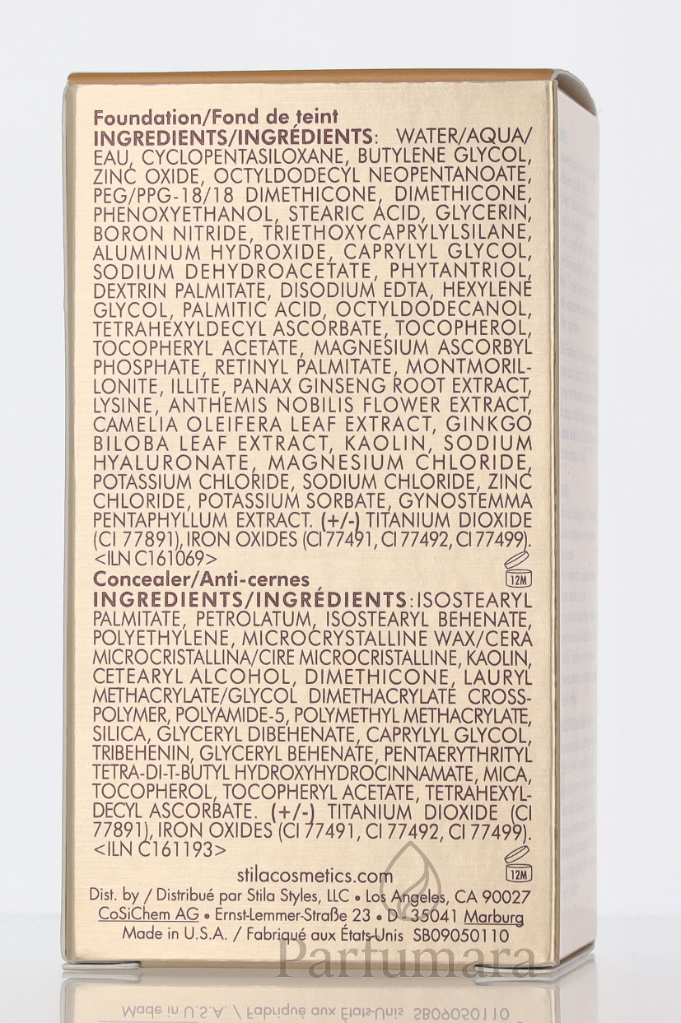 Foundation/Fond de teint
INGREDIENTS/INGRÉDIENTS: WATER/AQUA/
EAU, CYCLOPENTASILOXANE, BUTYLENE GLYCOL,
ZINC OXIDE, OCTYLDODECYL NEOPENTANOATE,
PEG/PPG-18/18 DIMETHICONE, DIMETHICONE,
PHENOXYETHANOL, STEARIC ACID, GLYCERIN,
BORON NITRIDE, TRIETHOXYCAPRYLYLSILANE,
ALUMINUM HYDROXIDE, CAPRYLYL GLYCOL,
SODIUM DEHYDROACETATE, PHYTANTRIOL,
DEXTRIN PALMITATE, DISODIUM EDTA, HEXYLENE
GLYCOL, PALMITIC ACID, OCTYLDODECANOL,
TETRAHEXYLDECYL ASCORBATE, TOCOPHEROL,
TOCOPHERYL ACETATE, MAGNESIUM ASCORBYL
PHOSPHATE, RETINYL PALMITATE, MONTMORIL-
LONITE, ILLITE, PANAX GINSENG ROOT EXTRACT,
LYSINE, ANTHEMIS NOBILIS FLOWER EXTRACT,
CAMELIA OLEIFERA LEAF EXTRACT, GINKGO
BILOBA LEAF EXTRACT, KAOLIN, SODIUM
HYALURONATE, MAGNESIUM CHLORIDE,
POTASSIUM CHLORIDE, SODIUM CHLORIDE, ZINC
CHLORIDE, POTASSIUM SORBATE, GYNOSTEMMA
PENTAPHYLLUM EXTRACT. (+/-) TITANIUM DIOXIDE
(CI 77891), IRON OXIDES (CI 77491, CI 77492, CI 77499).
<ILN C161069>
12M
Concealer/Anti-cernes
INGREDIENTS/INGRÉDIENTS: ISOSTEARYL
PALMITATE, PETROLATUM, ISOSTEARYL BEHENATE,
POLYETHYLENE, MICROCRYSTALLINE WAX/CERA
MICROCRISTALLINA/CIRE MICROCRISTALLINE, KAOLIN,
CETEARYL ALCOHOL, DIMETHICONE, LAURYL
METHACRYLATE/GLYCOL DIMETHACRYLATE CROSS-
POLYMER, POLYAMIDE-5, POLYMETHYL METHACRYLATE,
SILICA, GLYCERYL DIBEHENATE, CAPRYLYL GLYCOL,
TRIBEHENIN, GLYCERYL BEHENATE, PENTAERYTHRITYL
TETRA-DI-T-BUTYL HYDROXYHYDROCINNAMATE, MICA,
TOCOPHEROL, TOCOPHERYL ACETATE, TETRAHEXYL-
DECYL ASCORBATE. (+/-) TITANIUM DIOXIDE (CI
77891), IRON OXIDES (CI 77491, CI 77492, CI 77499).
<ILN C161193>
12M
stilacosmetics.com
Dist. by / Distribué par Stila Styles, LLC • Los Angeles, CA 90027
CoSiChem AG • Ernst-Lemmer-Straße 23 • D - 35041 Marburg
Made in U.S.A. / Fabriqué aux États-Unis SB09050110
Parfumara